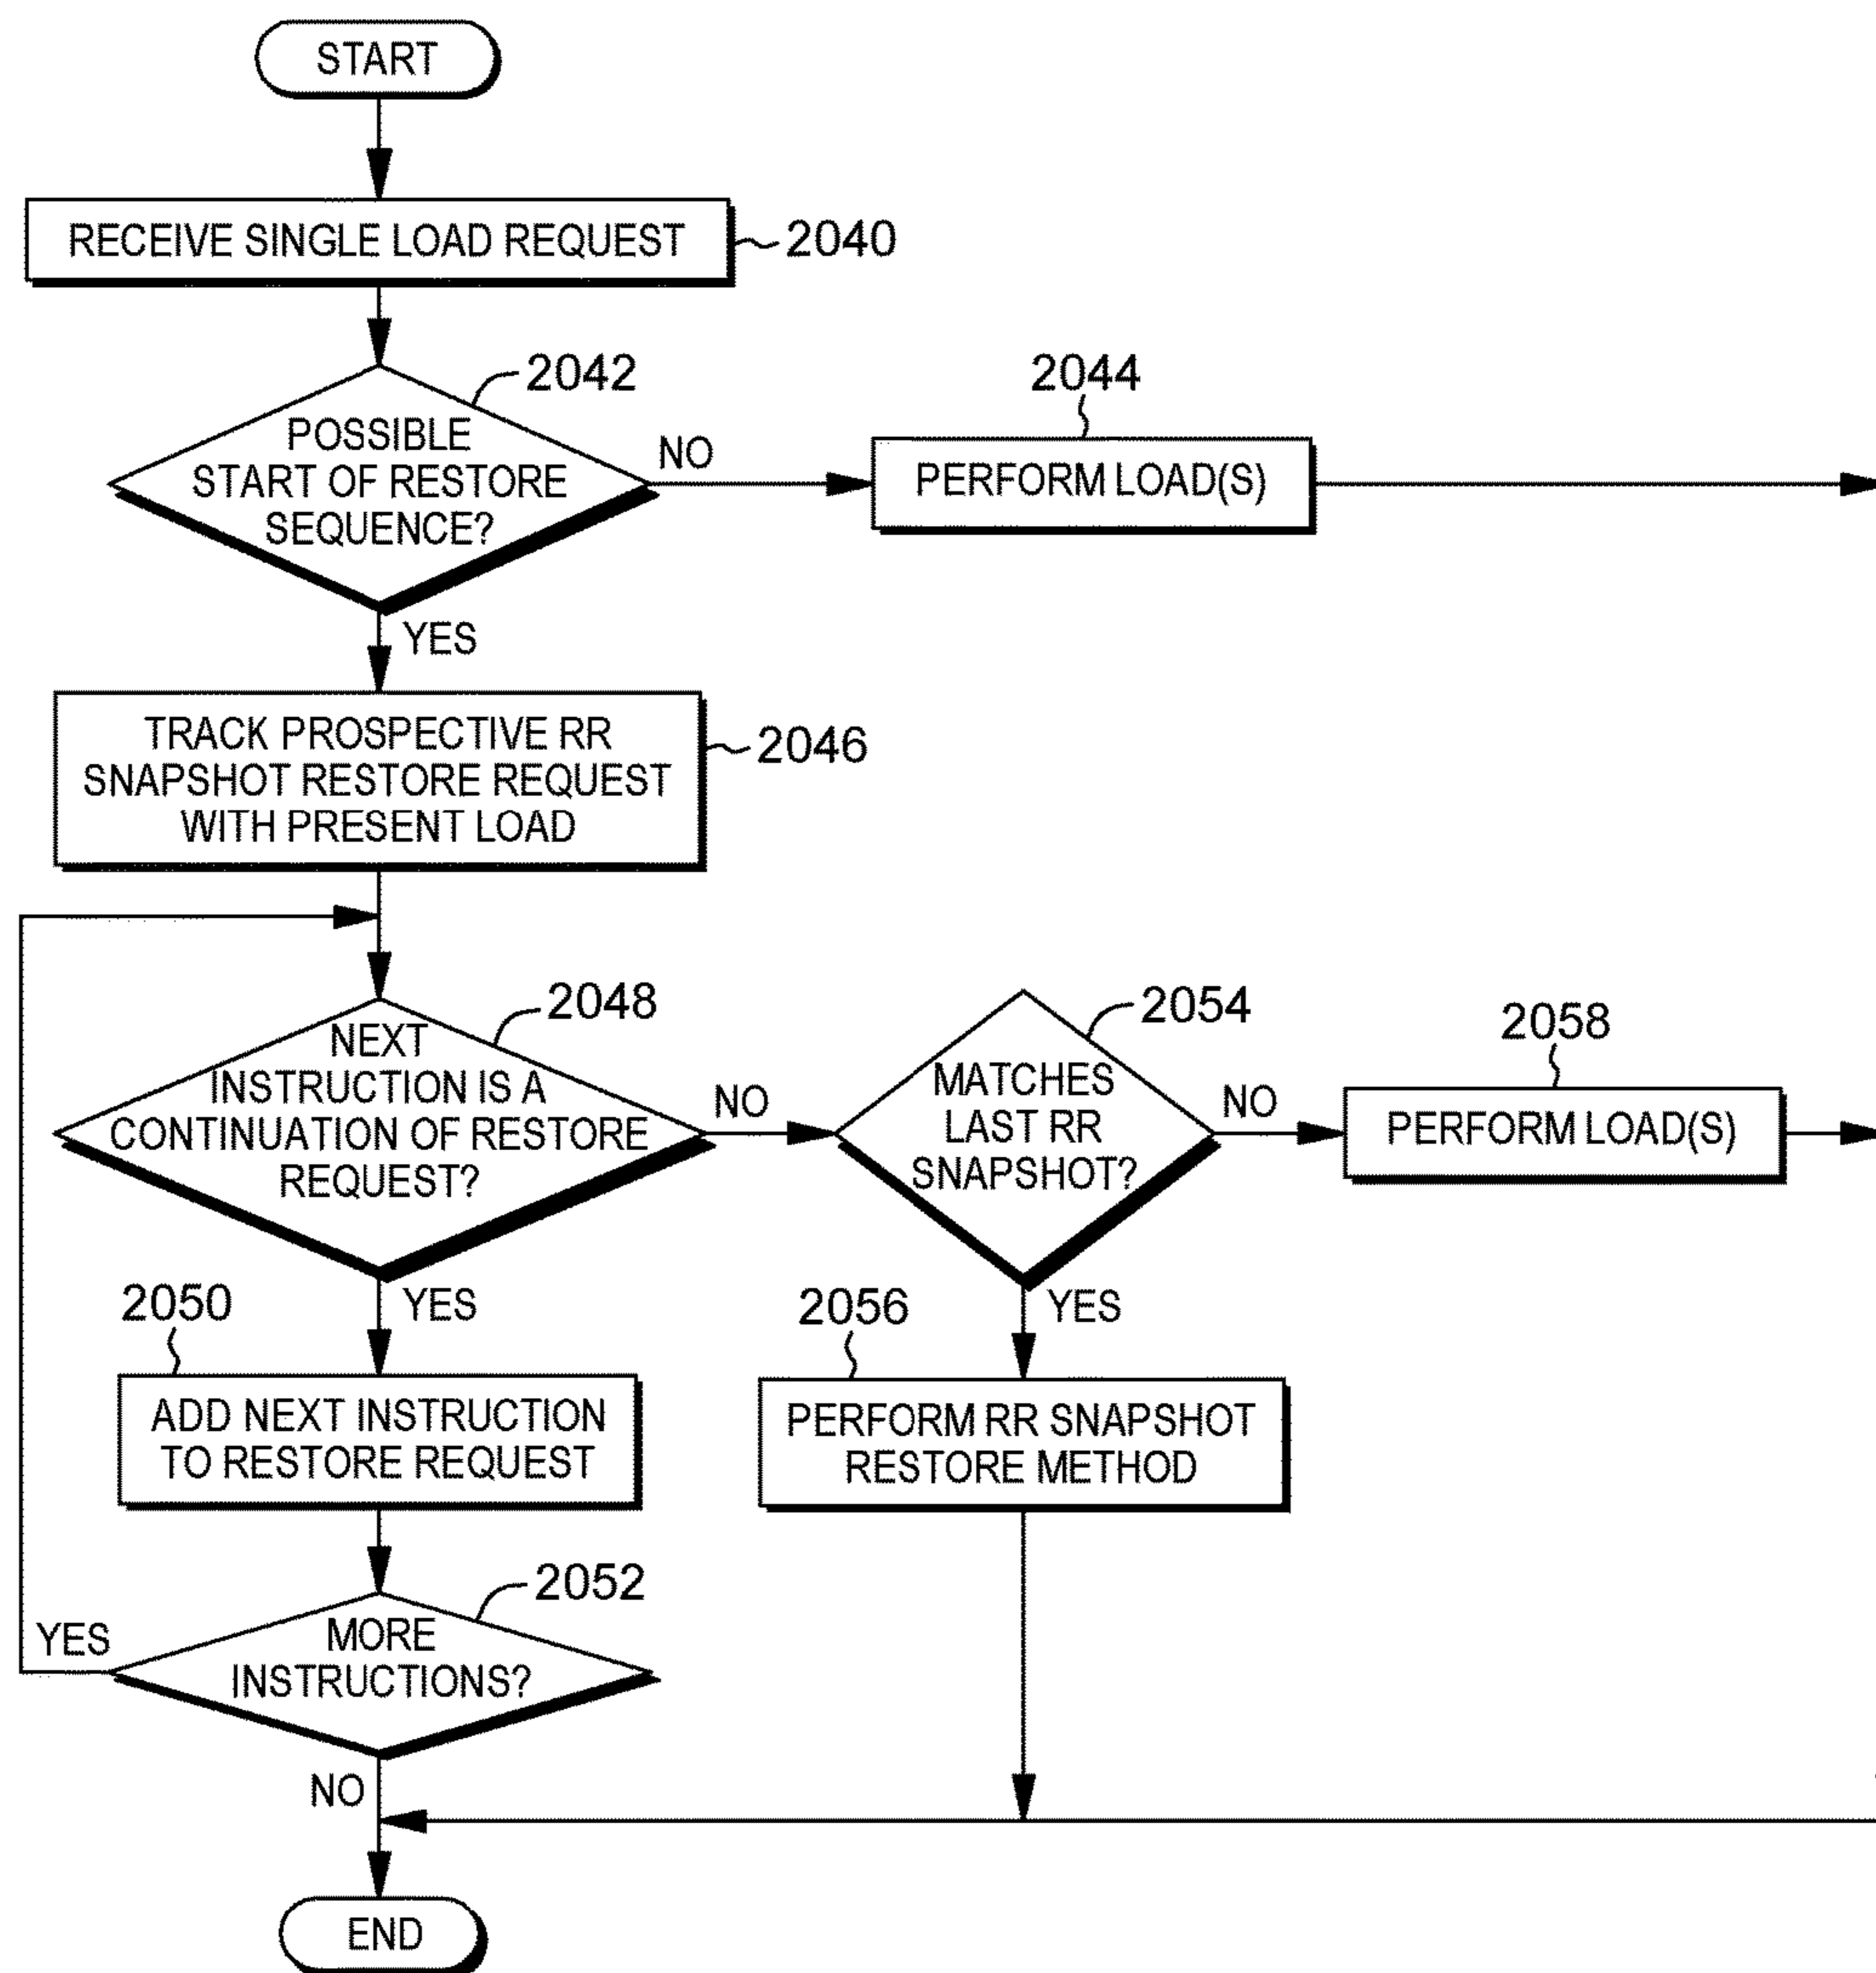 START
RECEIVE SINGLE LOAD REQUEST
2040
2042
POSSIBLE
START OF RESTORE
SEQUENCE?
NO
2044
PERFORM LOAD(S)
YES
TRACK PROSPECTIVE RR
SNAPSHOT RESTORE REQUEST
WITH PRESENT LOAD
2046
2048
NEXT
INSTRUCTION IS A
CONTINUATION OF RESTORE
REQUEST?
NO
2054
MATCHES
LAST RR
SNAPSHOT?
NO
2058
PERFORM LOAD(S)
YES
2050
ADD NEXT INSTRUCTION
TO RESTORE REQUEST
YES
2056
PERFORM RR SNAPSHOT
RESTORE METHOD
2052
MORE
INSTRUCTIONS?
YES
NO
END